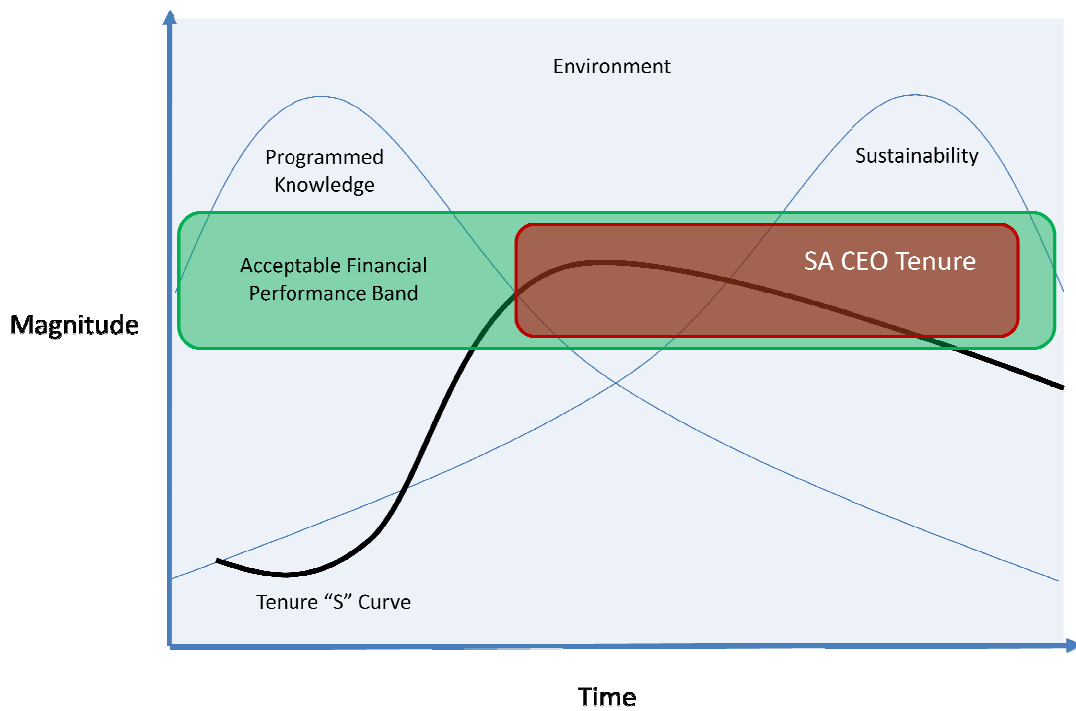 Environment
Programmed
Knowledge
Sustainability
Acceptable Financial
Performance Band
SA CEO Tenure
Magnitude
Tenure “S” Curve
Time